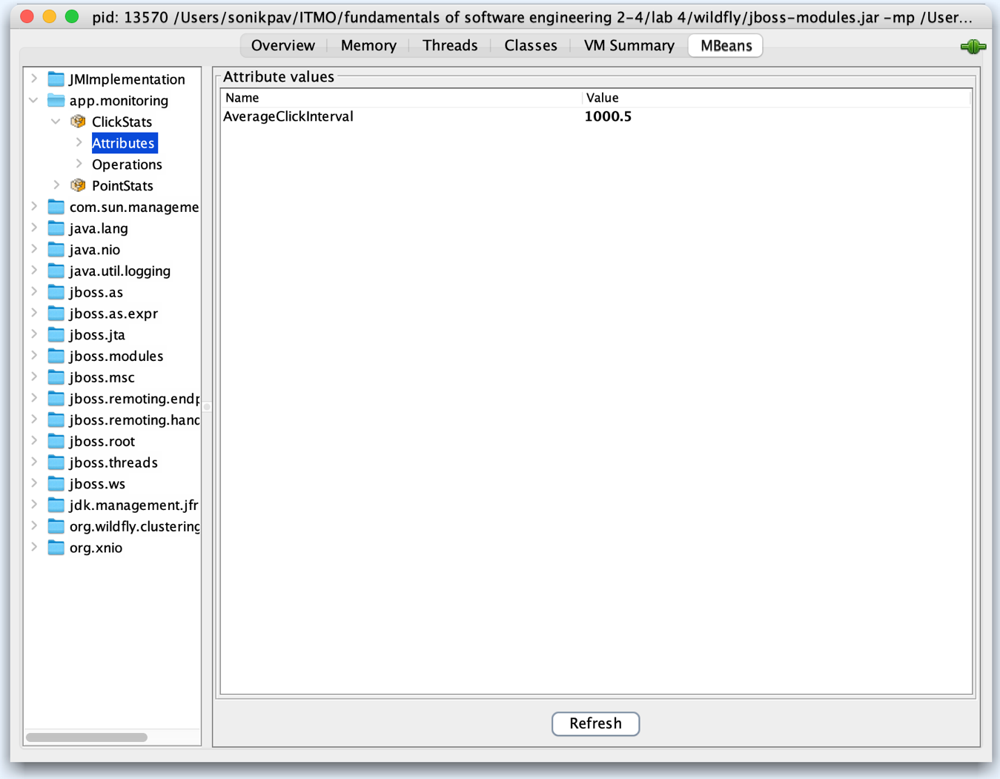 pid: 13570 /Users/sonikpav/ITMO/fundamentals of software engineering 2-4/lab 4/wildfly/jboss-modules.jar -mp /User...
Overview Memory Threads Classes VM Summary MBeans
JMImplementation
app.monitoring
ClickStats
Attributes
Operations
PointStats
com.sun.manageme
java.lang
java.nio
java.util.logging
jboss.as
jboss.as.expr
jboss.jta
jboss.modules
jboss.msc
jboss.remoting.endp
jboss.remoting.hanc
jboss.root
jboss.threads
jboss.ws
jdk.management.jfr
org.wildfly.clustering
org.xnio
Attribute values
Name Value
AverageClickInterval 1000.5
Refresh